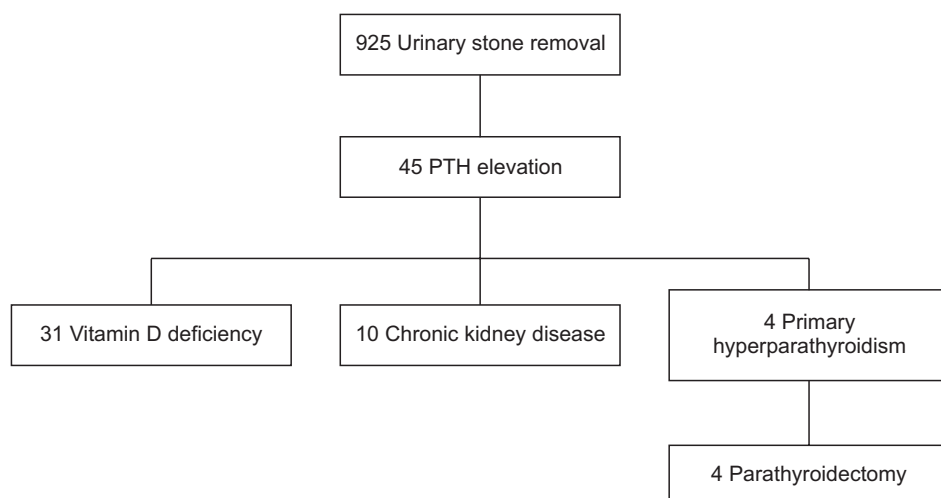 925 Urinary stone removal
45 PTH elevation
31 Vitamin D deficiency
10 Chronic kidney disease
4 Primary
hyperparathyroidism
4 Parathyroidectomy